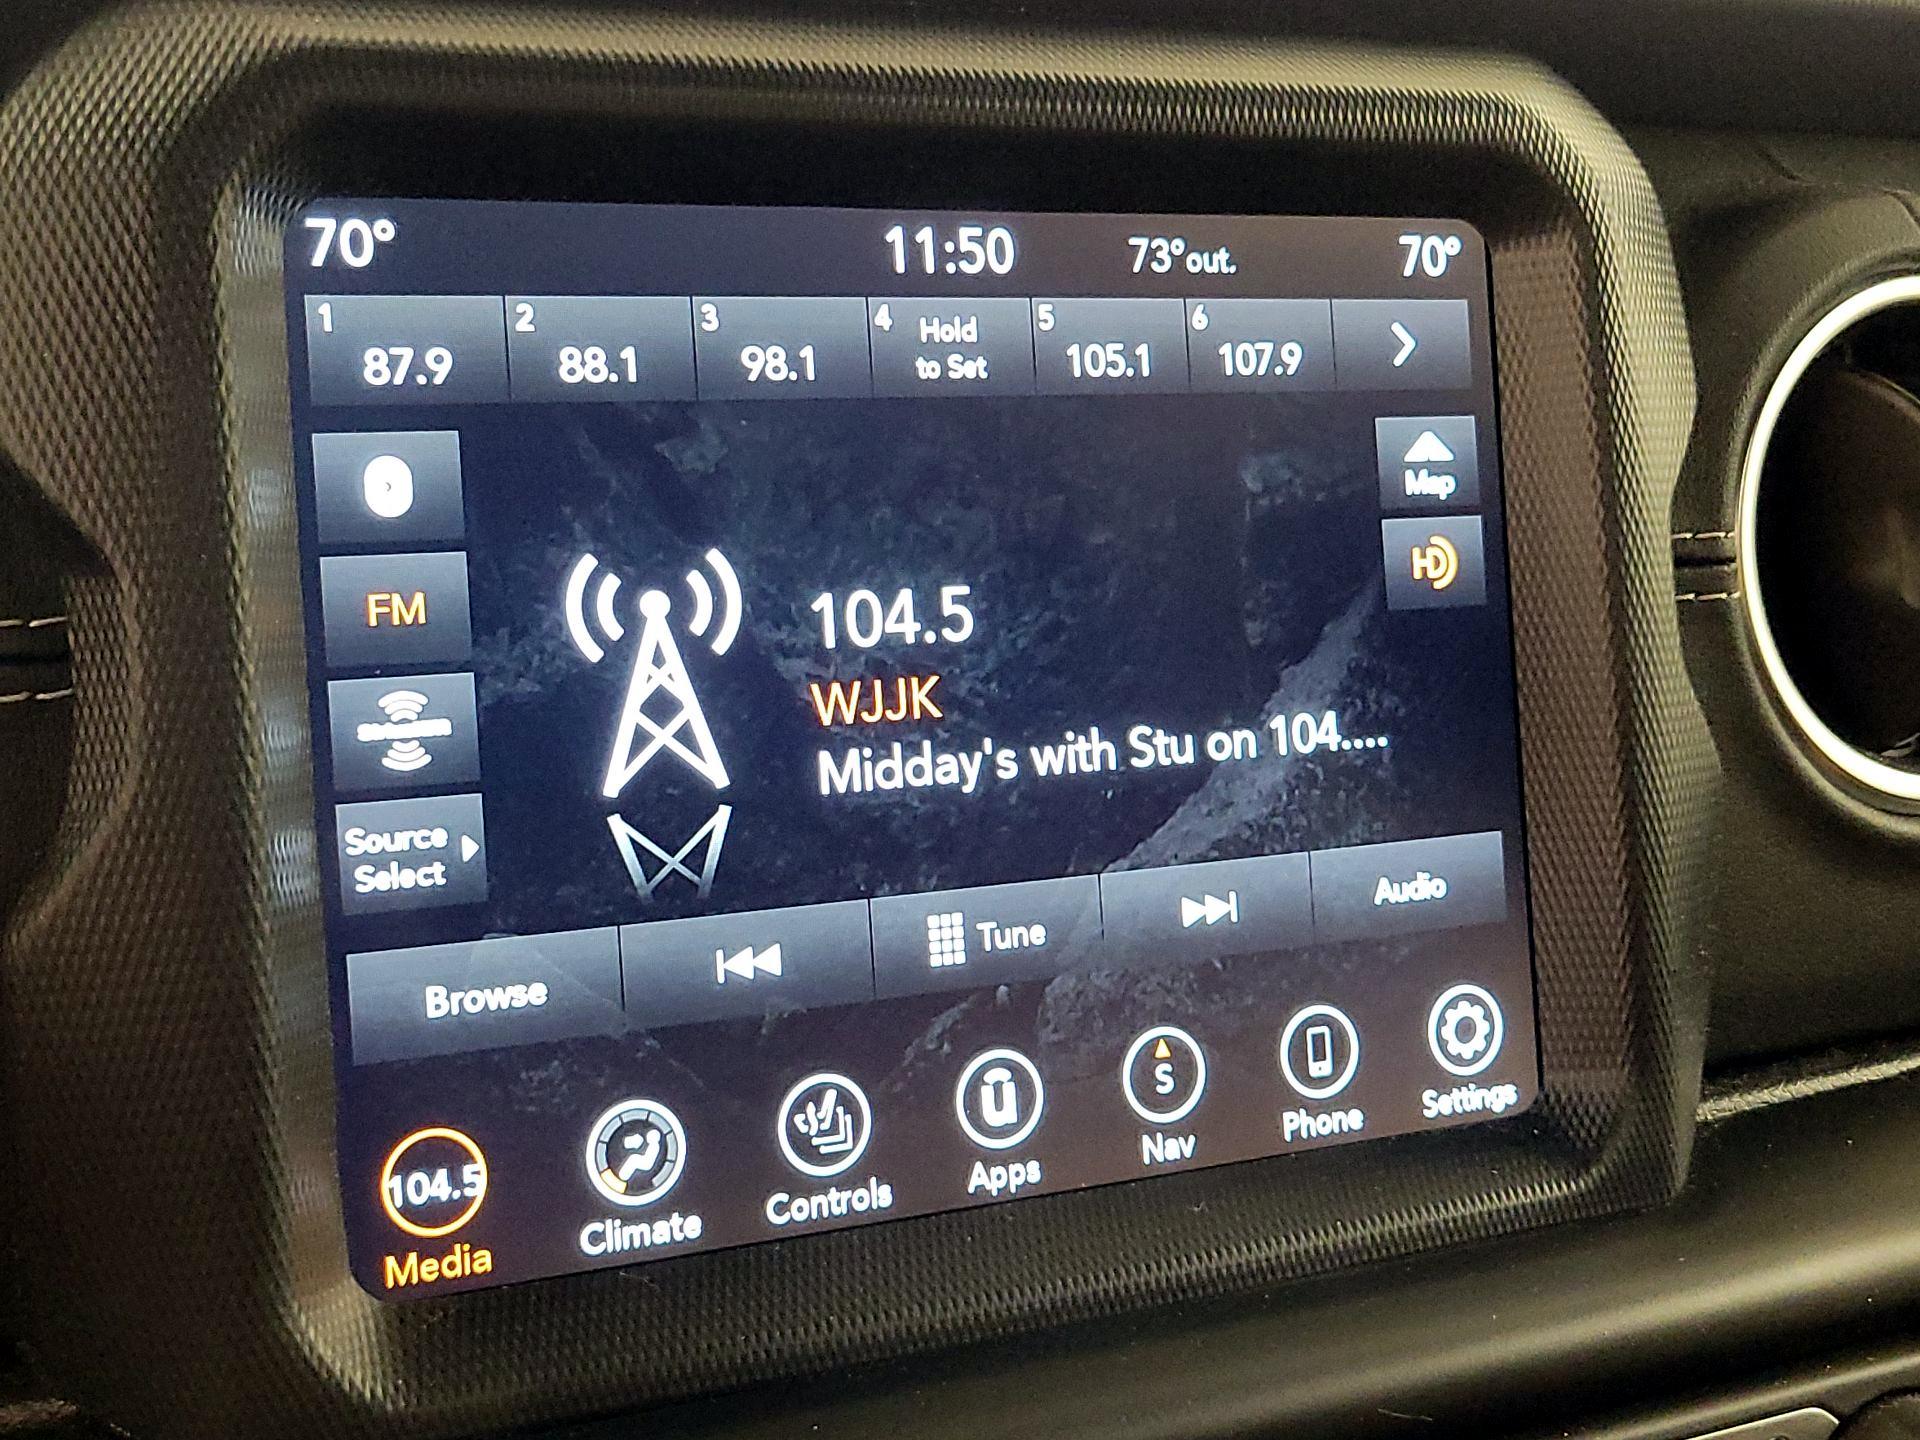 70° 11:50 73°out. 70°
1 2 3 4 Hold 5 6
87.9 88.1 98.1 to Set 105.1 107.9
Map
HD
FM
104.5
WJJK
Midday's with Stu on 104....
Source
Select
Browse Tune Audio
104.5 u S
Media Climate Controls Apps Nav Phone Settings